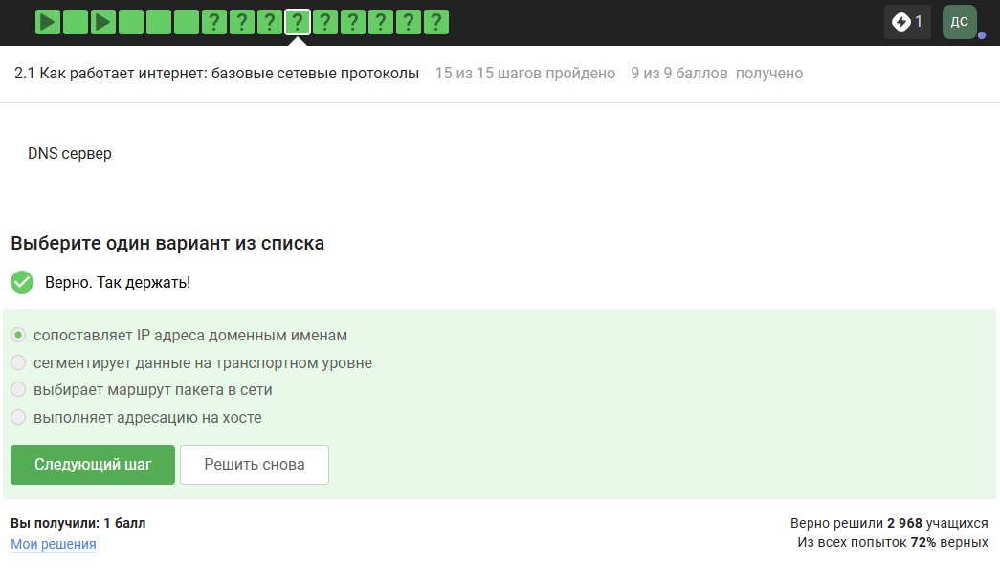 ? ? ? ? ? ? ? ? ?
1
ДС
2.1 Как работает интернет: базовые сетевые протоколы 15 из 15 шагов пройдено 9 из 9 баллов получено
DNS сервер
Выберите один вариант из списка
Верно. Так держать!
сопоставляет IP адреса доменным именам
сегментирует данные на транспортном уровне
выбирает маршрут пакета в сети
выполняет адресацию на хосте
Следующий шаг Решить снова
Вы получили: 1 балл
Мои решения
Верно решили 2 968 учащихся
Из всех попыток 72% верных